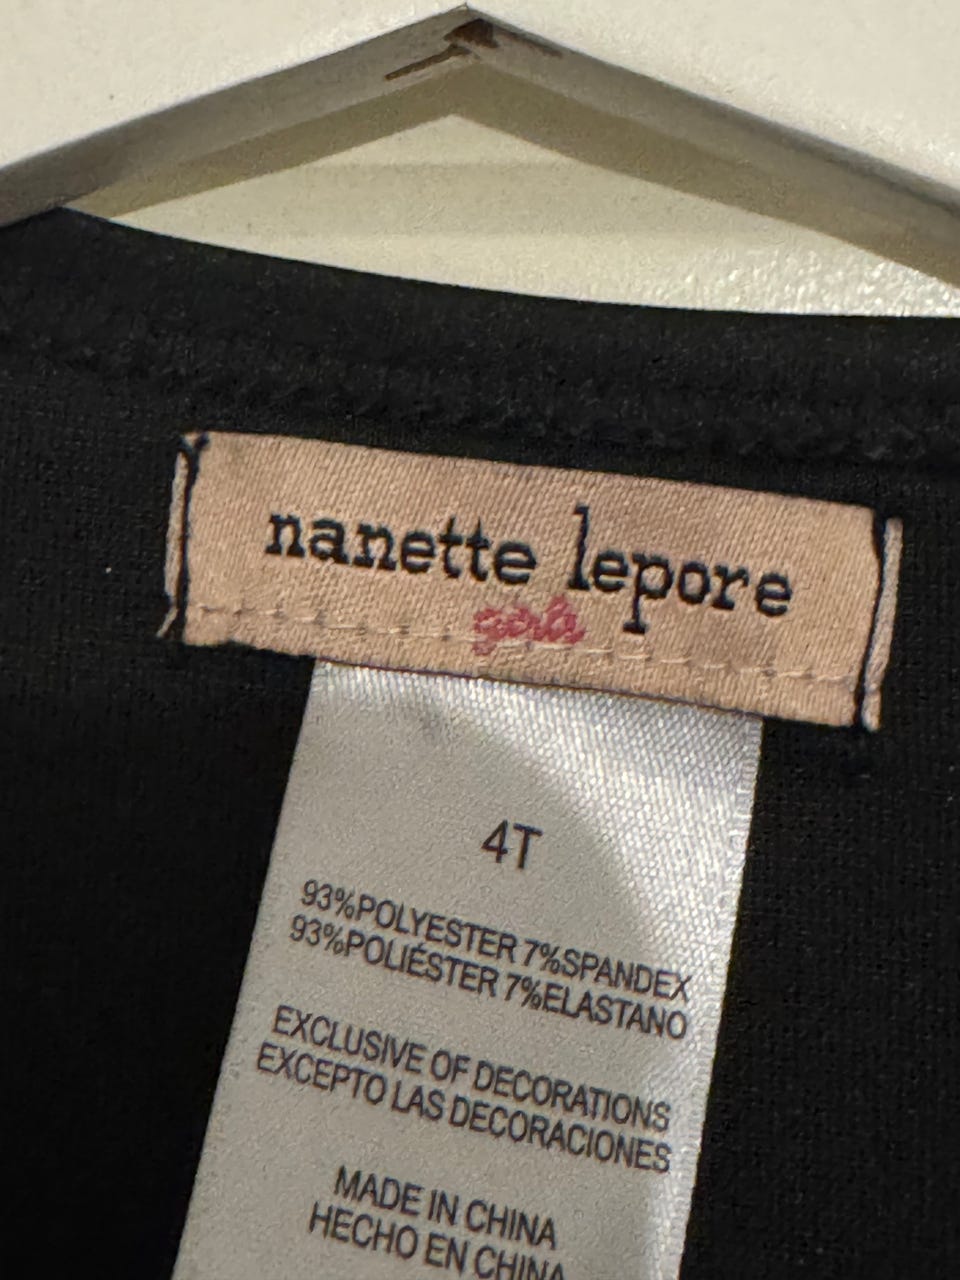 nanette lepore
girls
4T
93%POLYESTER 7%SPANDEX
93%POLIÉSTER 7%ELASTANO
EXCLUSIVE OF DECORATIONS
EXCEPTO LAS DECORACIONES
MADE IN CHINA
HECHO EN CHINA